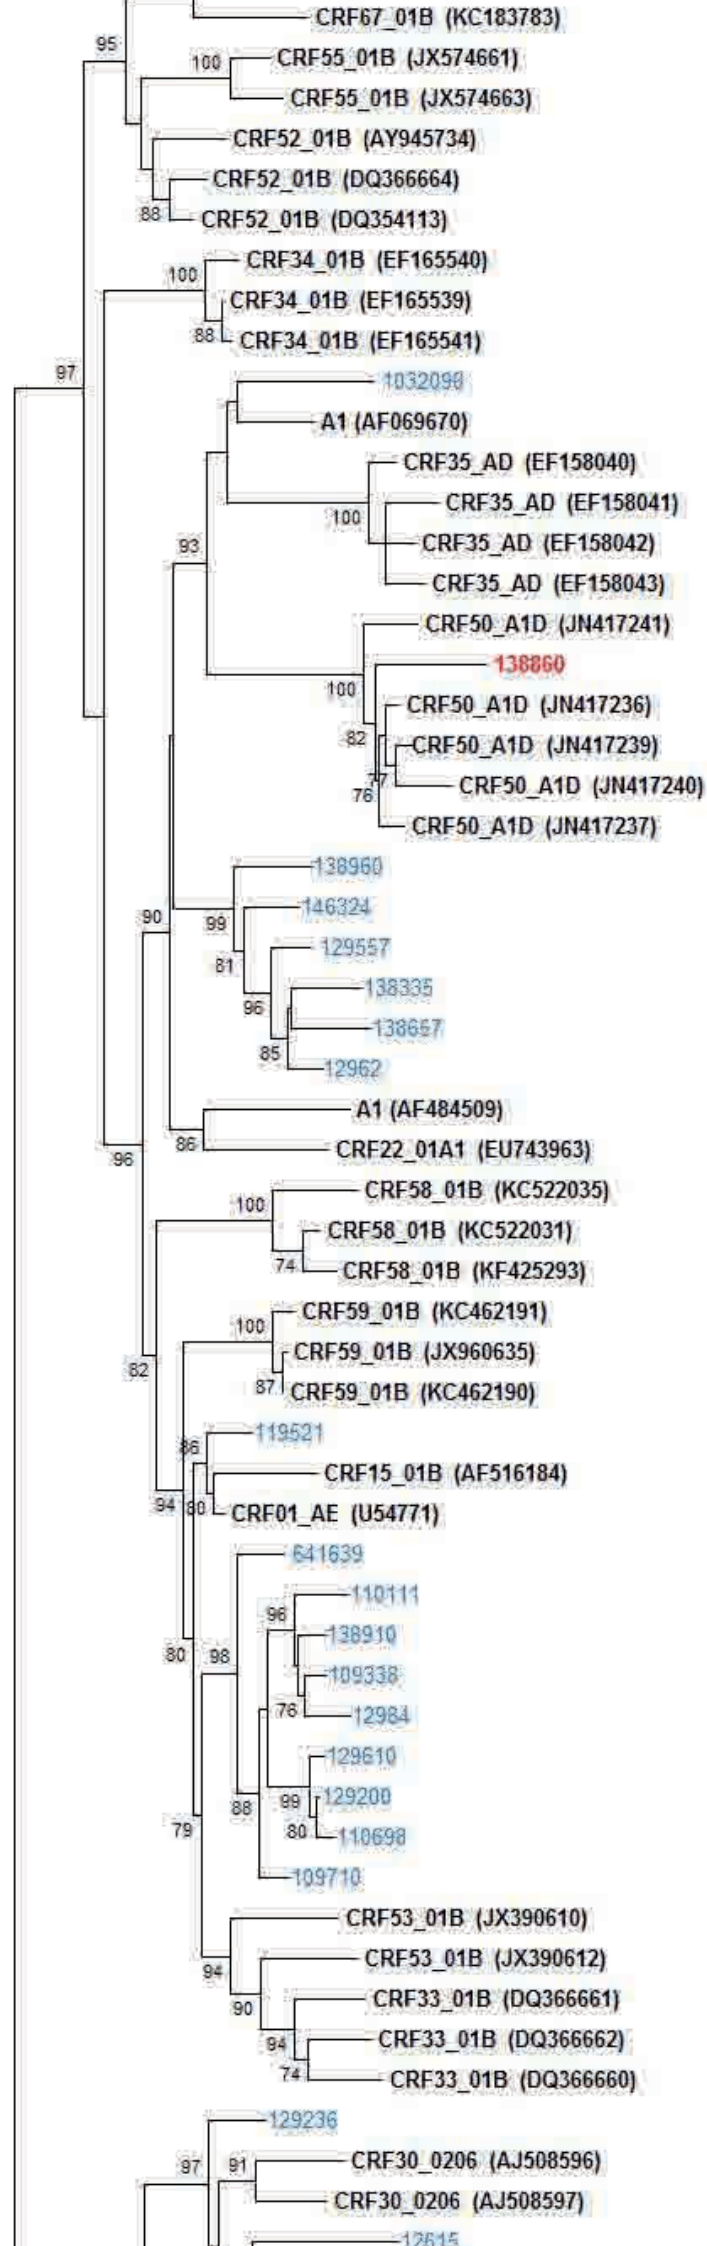 CRF67_01B (KC183783)
95
100
CRF55_01B (JX574661)
CRF55_01B (JX574663)
CRF52_01B (AY945734)
CRF52_01B (DQ366664)
88
CRF52_01B (DQ354113)
CRF34_01B (EF165540)
100
CRF34_01B (EF165539)
88
CRF34_01B (EF165541)
97
A1 (AF069670)
CRF35_AD (EF158040)
CRF35_AD (EF158041)
100
CRF35_AD (EF158042)
93
CRF35_AD (EF158043)
CRF50_A1D (JN417241)
138860
100
CRF50_A1D (JN417236)
82
CRF50_A1D (JN417239)
77
CRF50_A1D (JN417240)
76
CRF50_A1D (JN417237)
138960
90
99
146324
129557
81
138335
96
138657
85
12962
A1 (AF484509)
86
CRF22_01A1 (EU743963)
96
CRF58_01B (KC522035)
100
CRF58_01B (KC522031)
74
CRF58_01B (KF425293)
CRF59_01B (KC462191)
100
CRF59_01B (JX960635)
82
87
CRF59_01B (KC462190)
119521
86
CRF15_01B (AF516184)
94
80
CRF01_AE (U54771)
641639
110111
96
138910
80
98
109338
76
12984
129610
129200
88
99
79
80
110698
109710
CRF53_01B (JX390610)
CRF53_01B (JX390612)
94
CRF33_01B (DQ366661)
90
CRF33_01B (DQ366662)
94
74
CRF33_01B (DQ366660)
129236
97
91
CRF30_0206 (AJ508596)
CRF30_0206 (AJ508597)
12615